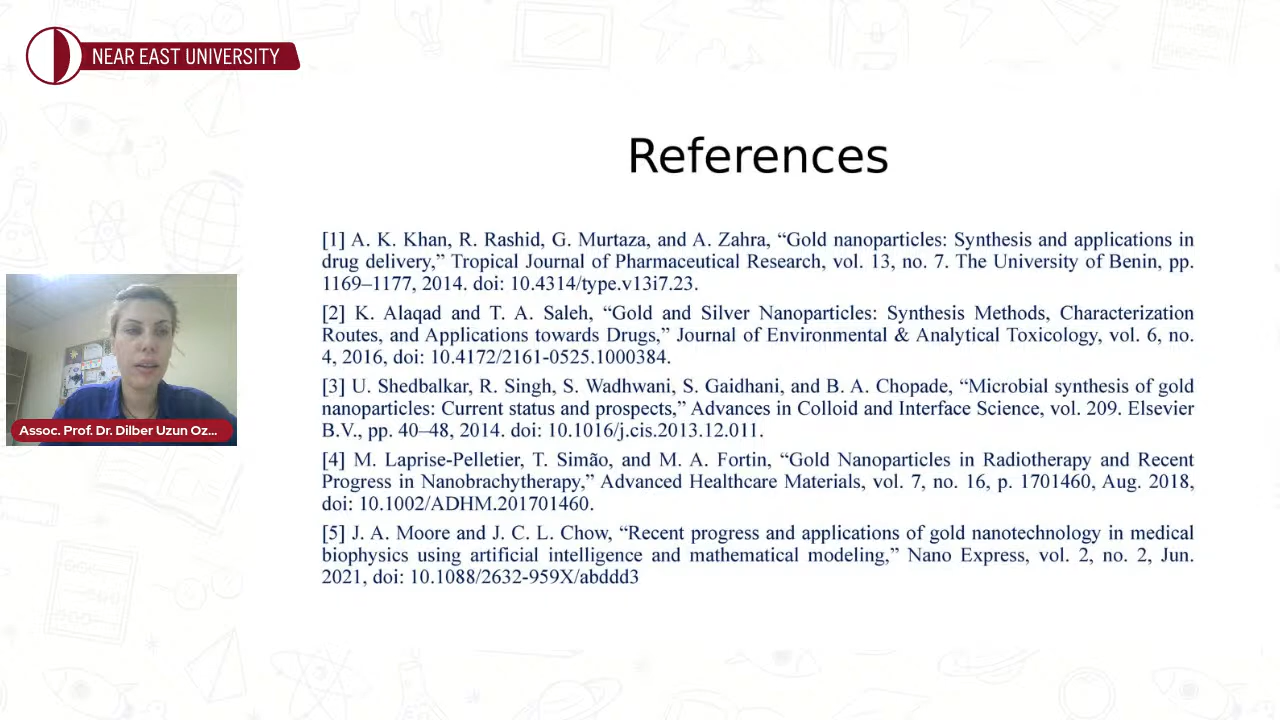 NEAR EAST UNIVERSITY
References
[1] A. K. Khan, R. Rashid, G. Murtaza, and A. Zahra, “Gold nanoparticles: Synthesis and applications in
drug delivery,” Tropical Journal of Pharmaceutical Research, vol. 13, no. 7. The University of Benin, pp.
1169–1177, 2014. doi: 10.4314/type.v13i7.23.
[2] K. Alaqad and T. A. Saleh, “Gold and Silver Nanoparticles: Synthesis Methods, Characterization
Routes, and Applications towards Drugs,” Journal of Environmental & Analytical Toxicology, vol. 6, no.
4, 2016, doi: 10.4172/2161-0525.1000384.
[3] U. Shedbalkar, R. Singh, S. Wadhwani, S. Gaidhani, and B. A. Chopade, “Microbial synthesis of gold
nanoparticles: Current status and prospects,” Advances in Colloid and Interface Science, vol. 209. Elsevier
B.V., pp. 40–48, 2014. doi: 10.1016/j.cis.2013.12.011.
[4] M. Laprise-Pelletier, T. Simão, and M. A. Fortin, “Gold Nanoparticles in Radiotherapy and Recent
Progress in Nanobrachytherapy,” Advanced Healthcare Materials, vol. 7, no. 16, p. 1701460, Aug. 2018,
doi: 10.1002/ADHM.201701460.
[5] J. A. Moore and J. C. L. Chow, “Recent progress and applications of gold nanotechnology in medical
biophysics using artificial intelligence and mathematical modeling,” Nano Express, vol. 2, no. 2, Jun.
2021, doi: 10.1088/2632-959X/abddd3
Assoc. Prof. Dr. Dilber Uzun Oz...